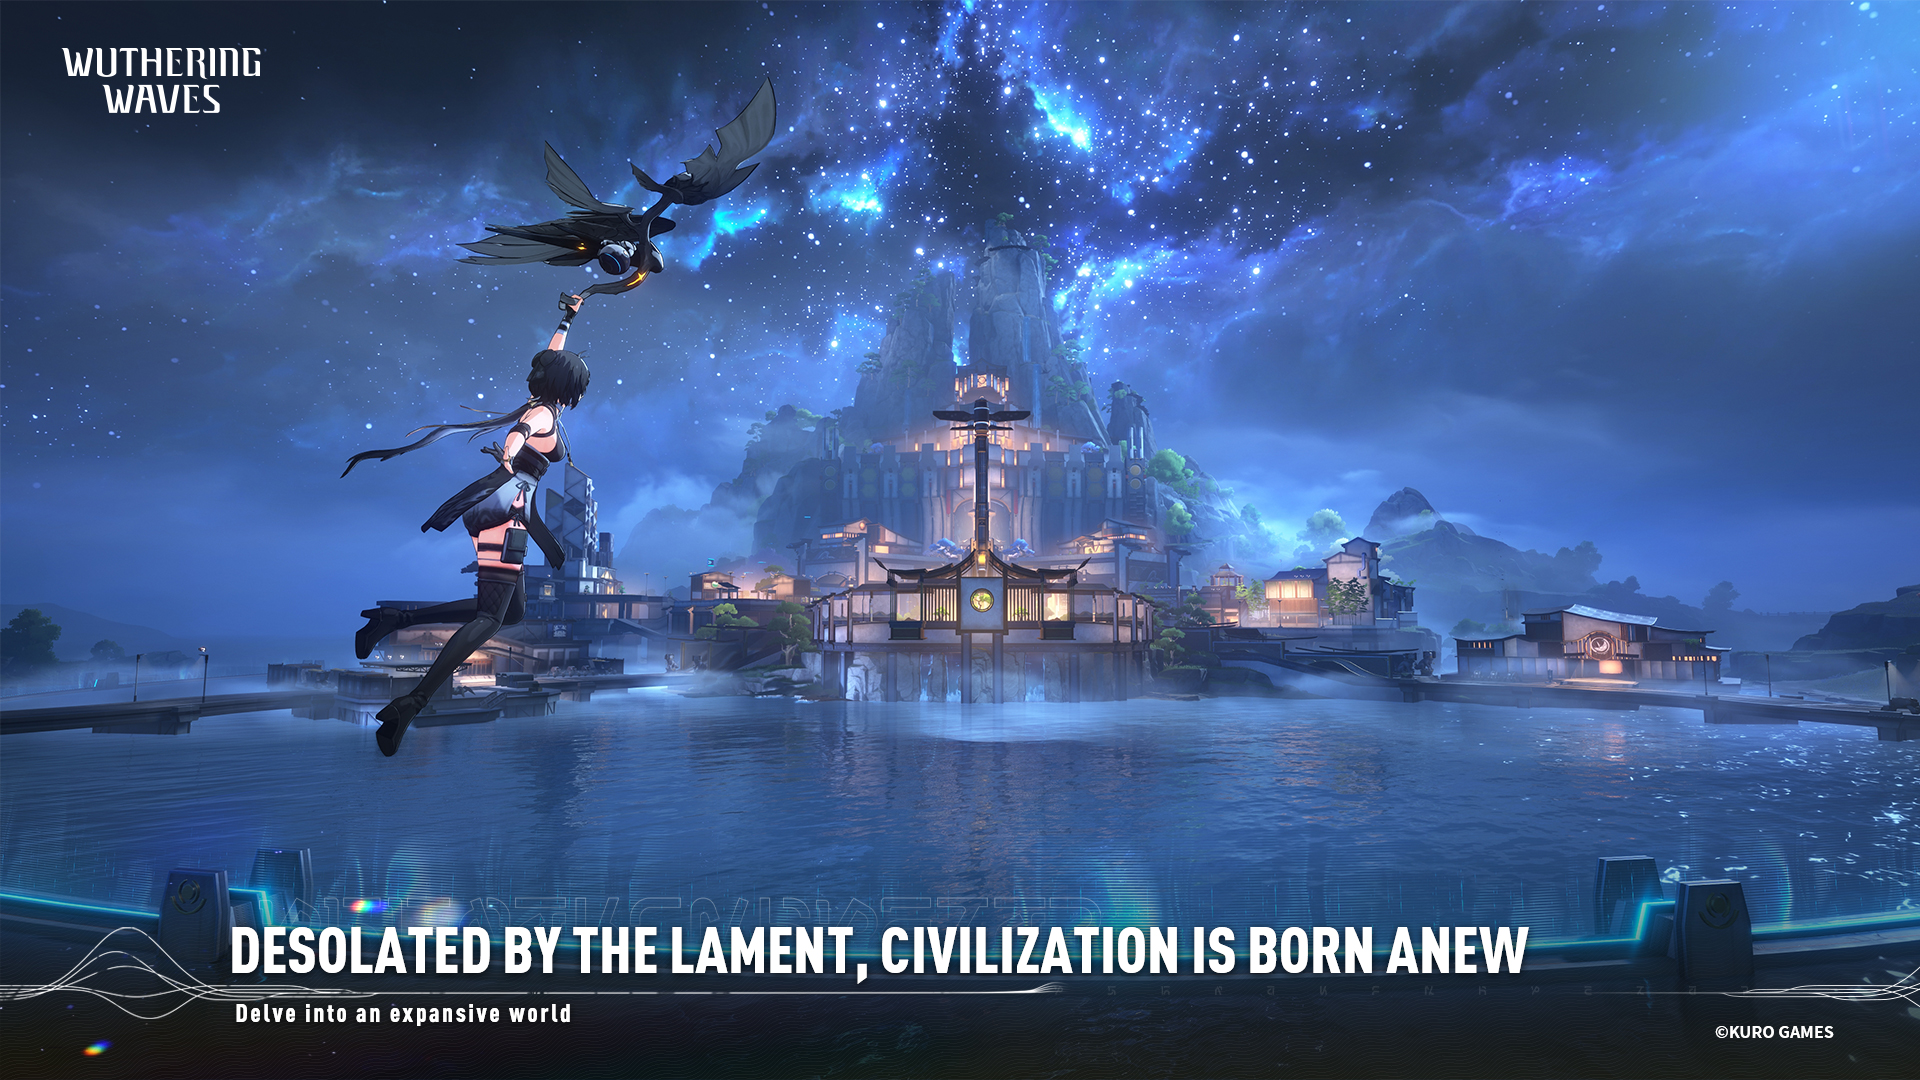 WUTHERING
WAVES
DESOLATED BY THE LAMENT, CIVILIZATION IS BORN ANEW
Delve into an expansive world
©KURO GAMES